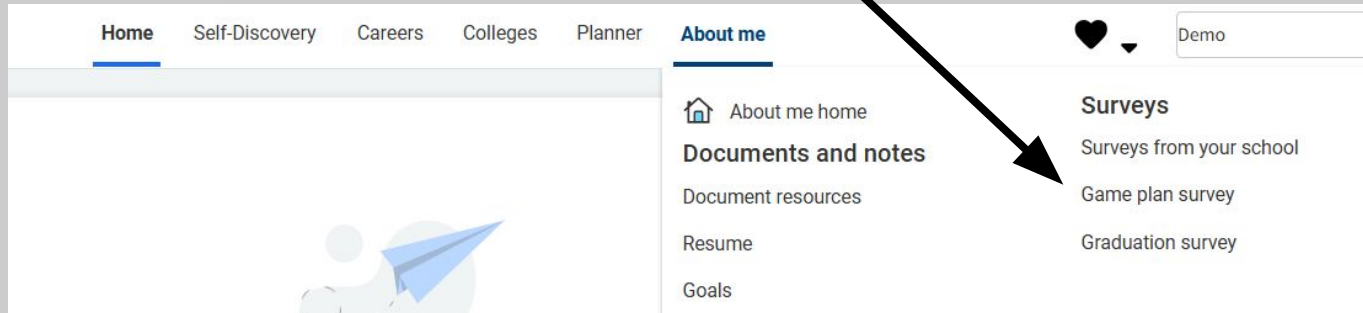 Home Self-Discovery Careers Colleges Planner About me Demo
About me home
Documents and notes
Document resources
Resume
Goals
Surveys
Surveys from your school
Game plan survey
Graduation survey